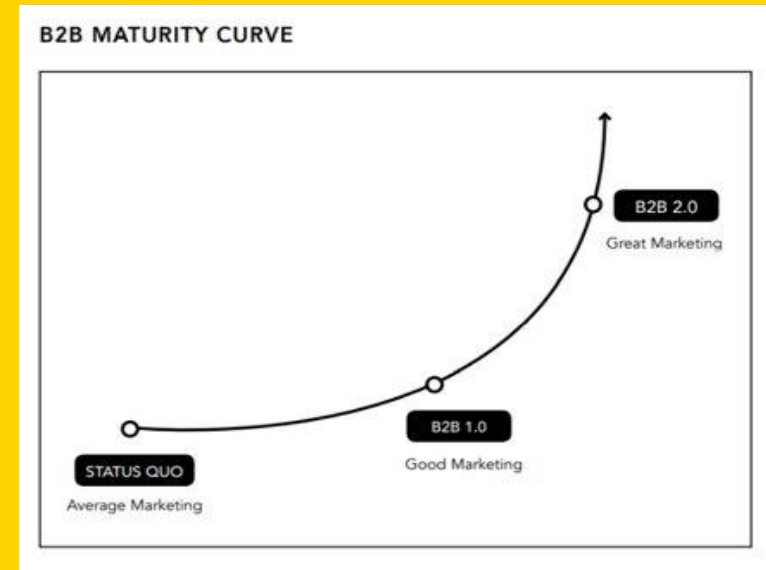 B2B MATURITY CURVE
B2B 2.0
Great Marketing
B2B 1.0
Good Marketing
STATUS QUO
Average Marketing